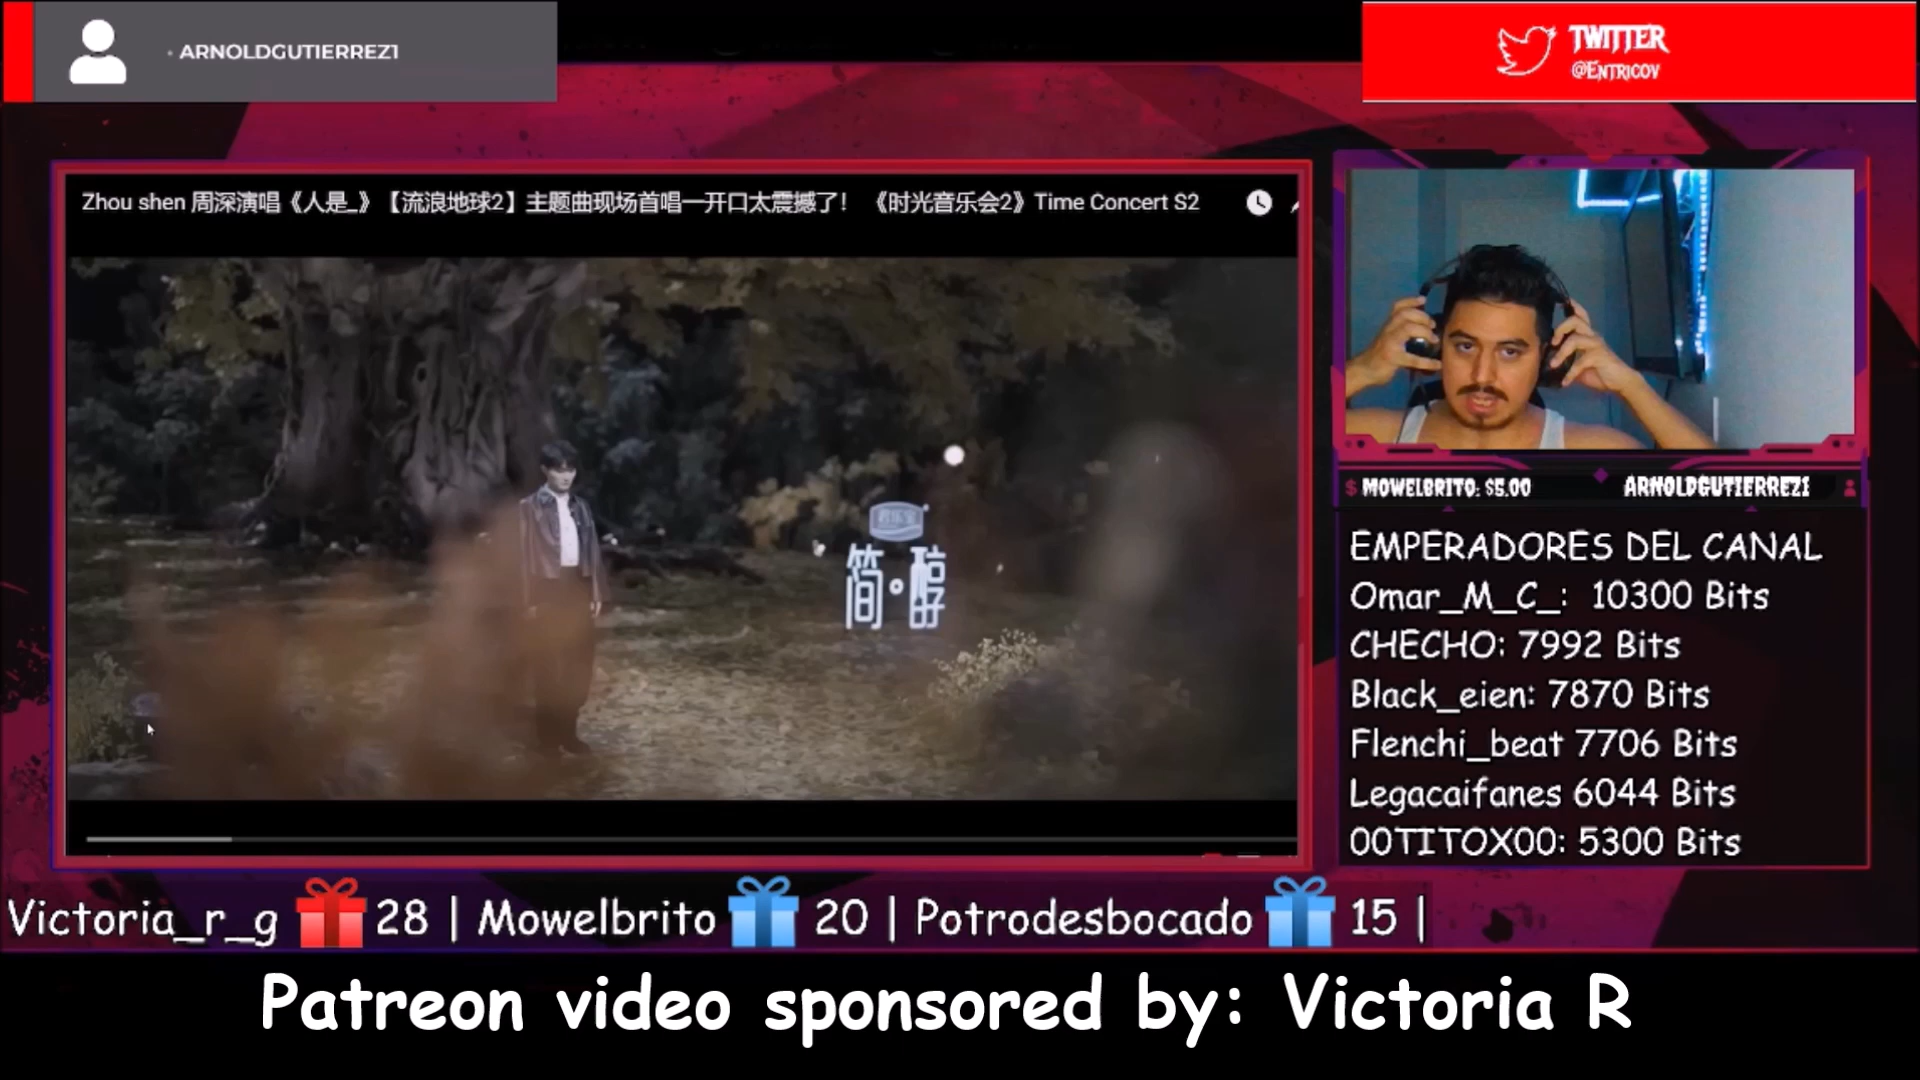 · ARNOLDGUTIERREZ1
TWITTER
@ENTRICOV
Zhou shen 周深演唱《人是_》【流浪地球2】主题曲现场首唱一开口太震撼了！ 《时光音乐会2》Time Concert S2
简·醇
$ MOWELBRITO: $5.00
ARNOLDGUTIERREZ1
EMPERADORES DEL CANAL
Omar_M_C_: 10300 Bits
CHECHO: 7992 Bits
Black_eien: 7870 Bits
Flenchi_beat 7706 Bits
Legacaifanes 6044 Bits
00TITOX00: 5300 Bits
Victoria_r_g 28 | Mowelbrito 20 | Potrodesbocado 15 |
Patreon video sponsored by: Victoria R